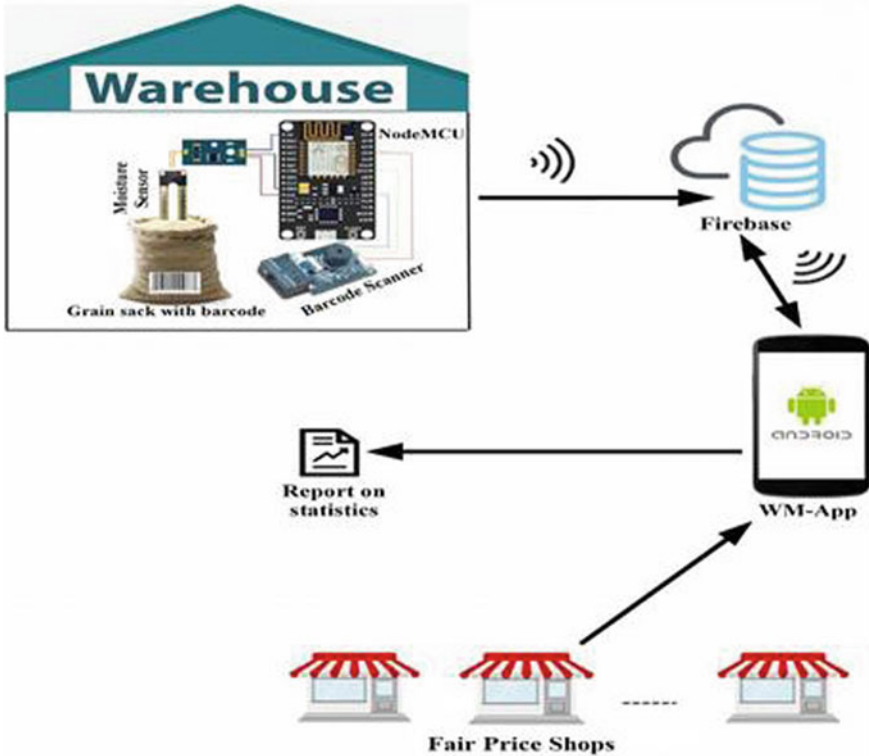 Warehouse
NodeMCU
Moisture
Sensor
Barcode Scanner
Grain sack with barcode
Firebase
android
WM-App
Report on
statistics
Fair Price Shops